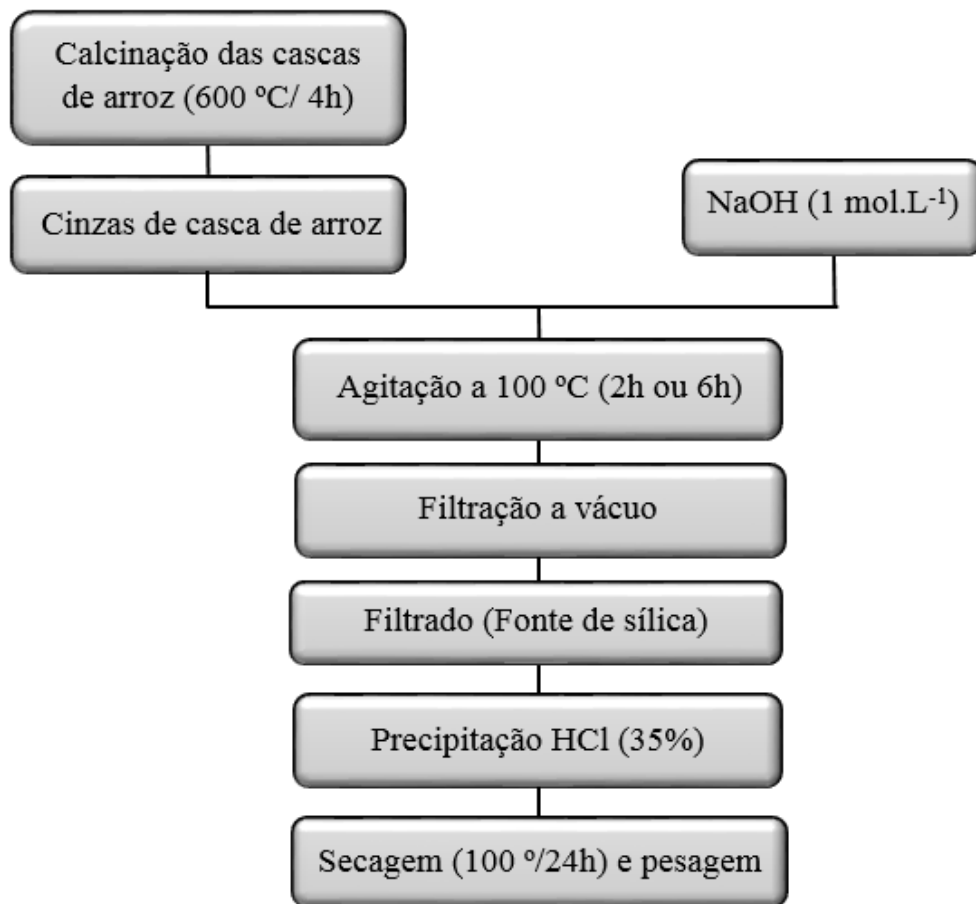 Calcinação das cascas
de arroz (600 ºC/ 4h)
Cinzas de casca de arroz
NaOH (1 mol.L-1)
Agitação a 100 ºC (2h ou 6h)
Filtração a vácuo
Filtrado (Fonte de sílica)
Precipitação HCl (35%)
Secagem (100 º/24h) e pesagem